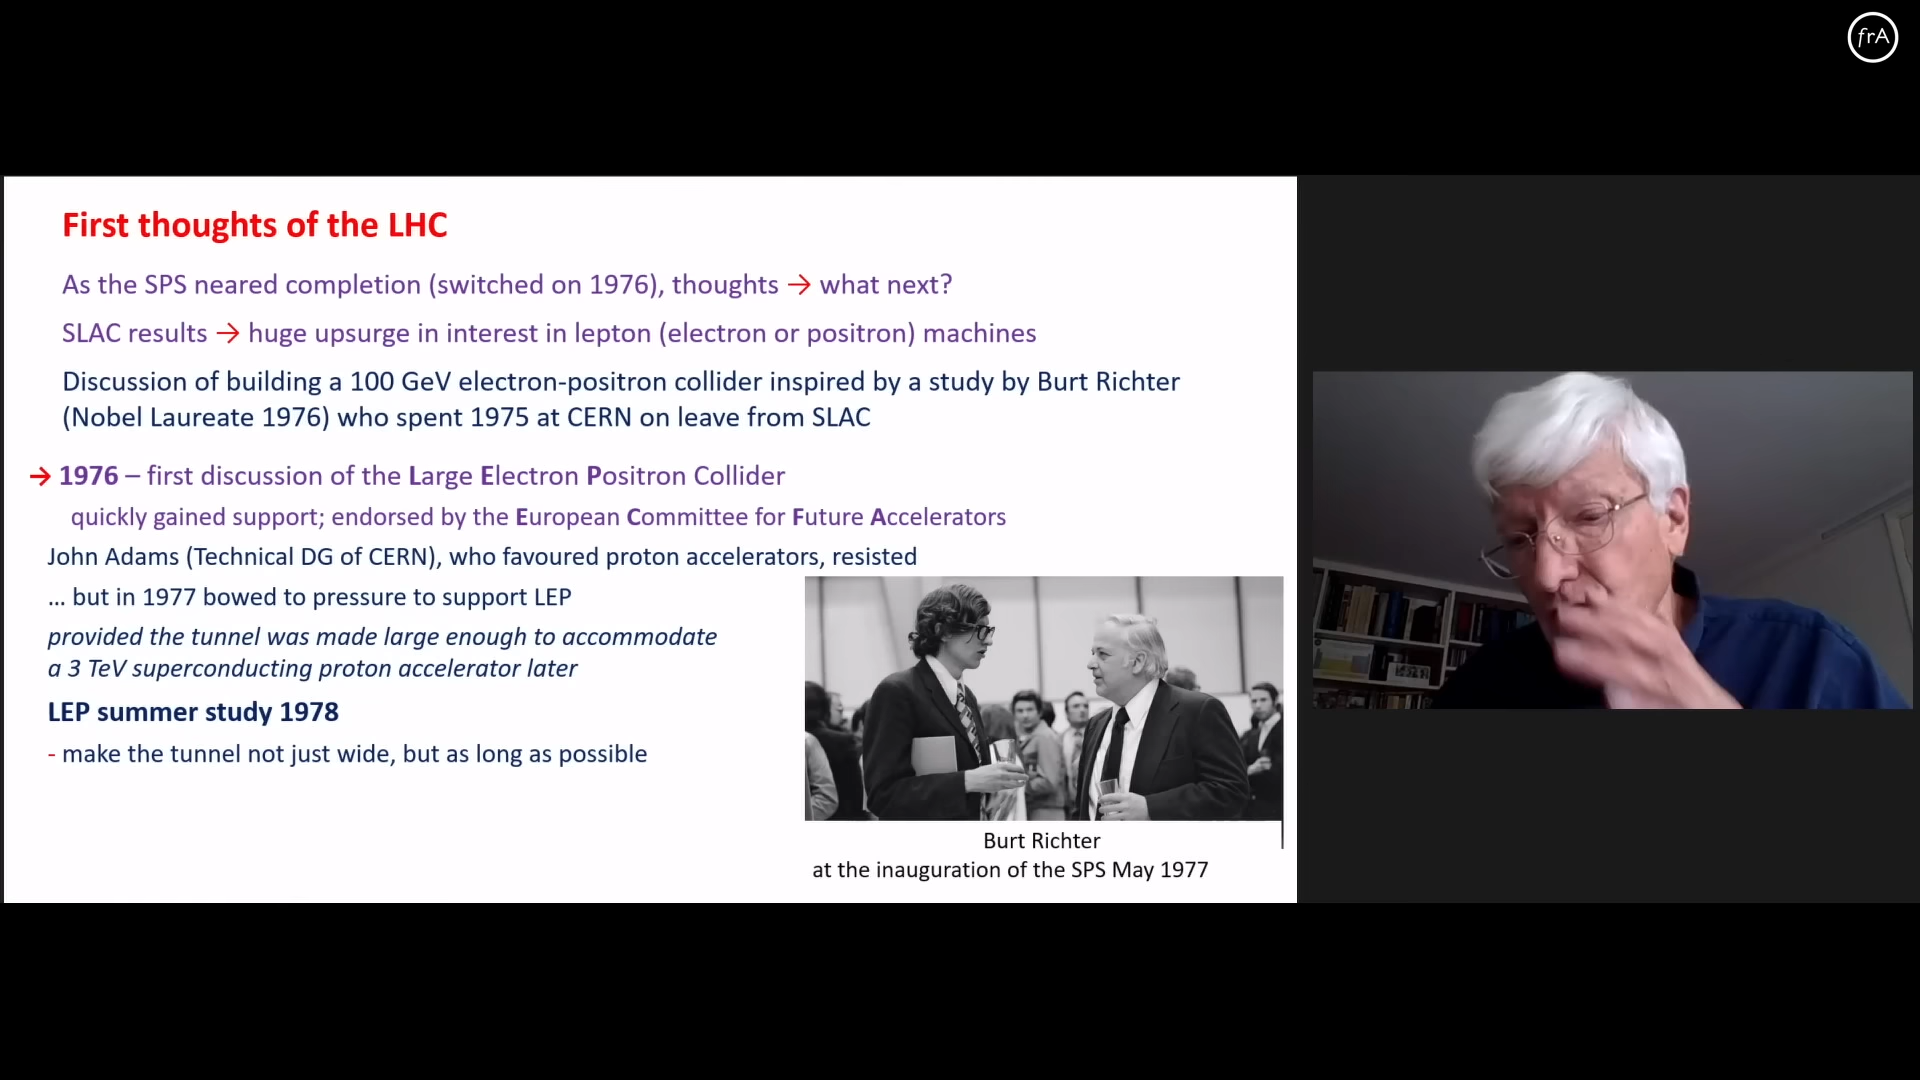 frA
First thoughts of the LHC
As the SPS neared completion (switched on 1976), thoughts → what next?
SLAC results → huge upsurge in interest in lepton (electron or positron) machines
Discussion of building a 100 GeV electron-positron collider inspired by a study by Burt Richter
(Nobel Laureate 1976) who spent 1975 at CERN on leave from SLAC
→ 1976 – first discussion of the Large Electron Positron Collider
quickly gained support; endorsed by the European Committee for Future Accelerators
John Adams (Technical DG of CERN), who favoured proton accelerators, resisted
... but in 1977 bowed to pressure to support LEP
provided the tunnel was made large enough to accommodate
a 3 TeV superconducting proton accelerator later
LEP summer study 1978
- make the tunnel not just wide, but as long as possible
Burt Richter
at the inauguration of the SPS May 1977